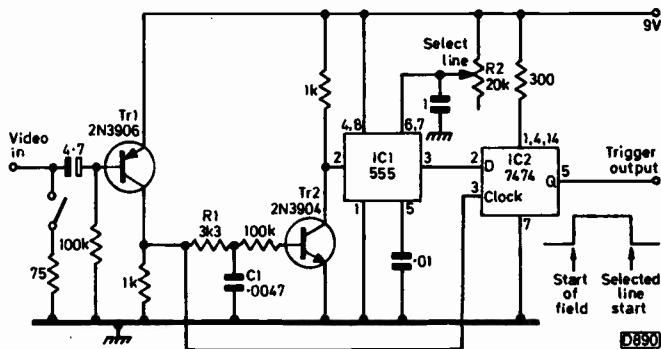 9V
Select
line
R2
20k
300
1k
1
Tr1
2N3906
Video
in
4·7
4,8
6,7
1,4,14
Tr2
2N3904
2
IC1
555
3
2
D
IC2
7474
Q
5
Trigger
output
3
Clock
R1
3k3
100k
1
5
7
100k
75
1k
C1
·0047
·01
Start
of
field
Selected
line
start
D890